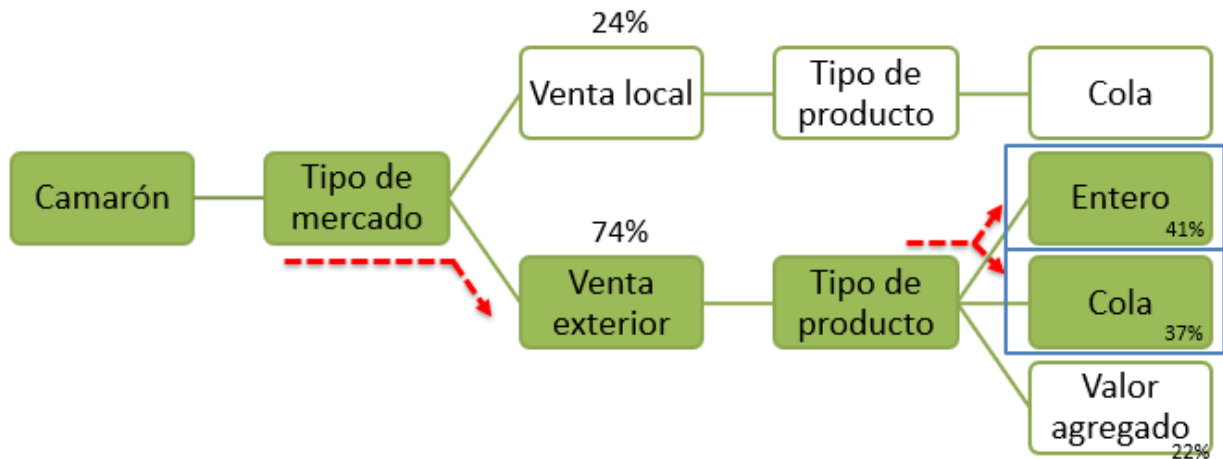 24%
Venta local
Tipo de
producto
Cola
Camarón
Tipo de
mercado
Entero
41%
74%
Venta
exterior
Tipo de
producto
Cola
37%
Valor
agregado
22%